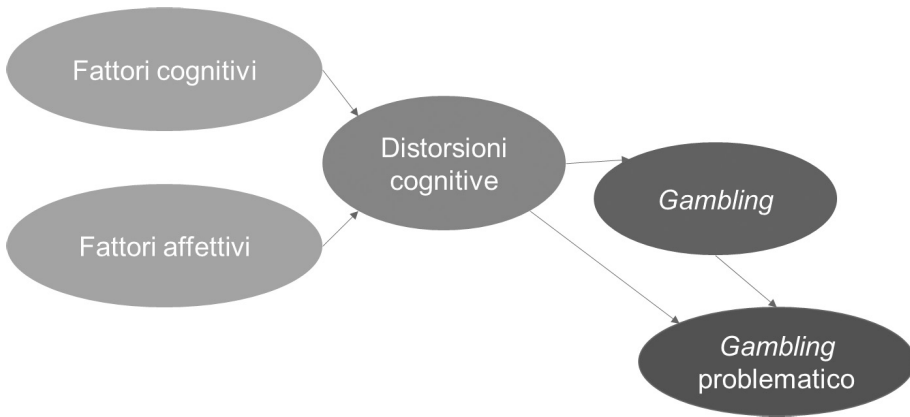 Fattori cognitivi
Distorsioni
cognitive
Fattori affettivi
Gambling
Gambling
problematico